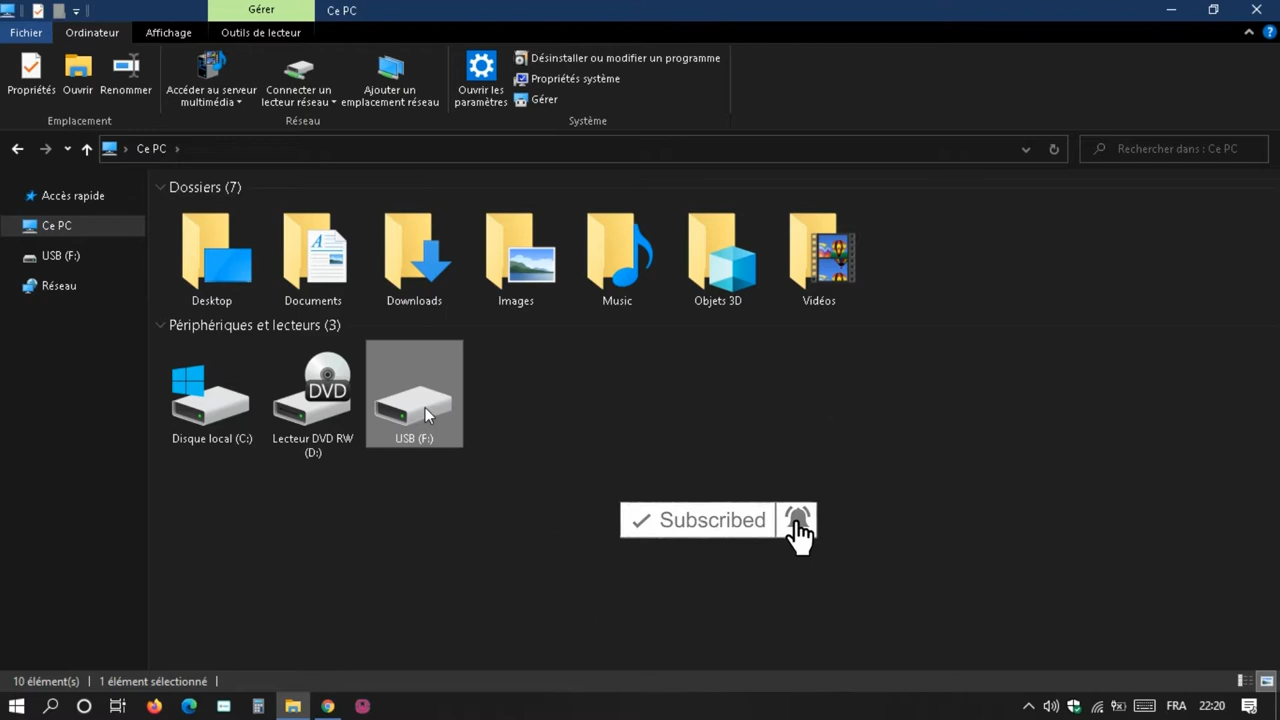 Gérer
Ce PC
Fichier
Ordinateur
Affichage
Outils de lecteur
Propriétés
Ouvrir
Renommer
Accéder au serveur
multimédia
Connecter un
lecteur réseau
Ajouter un
emplacement réseau
Ouvrir les
paramètres
Désinstaller ou modifier un programme
Propriétés système
Gérer
Emplacement
Réseau
Système
Ce PC
Rechercher dans : Ce PC
Accès rapide
Ce PC
USB (F:)
Réseau
Dossiers (7)
Desktop
Documents
Downloads
Images
Music
Objets 3D
Vidéos
Périphériques et lecteurs (3)
DVD
Disque local (C:)
Lecteur DVD RW
(D:)
USB (F:)
Subscribed
10 élément(s)
1 élément sélectionné
FRA
22:20